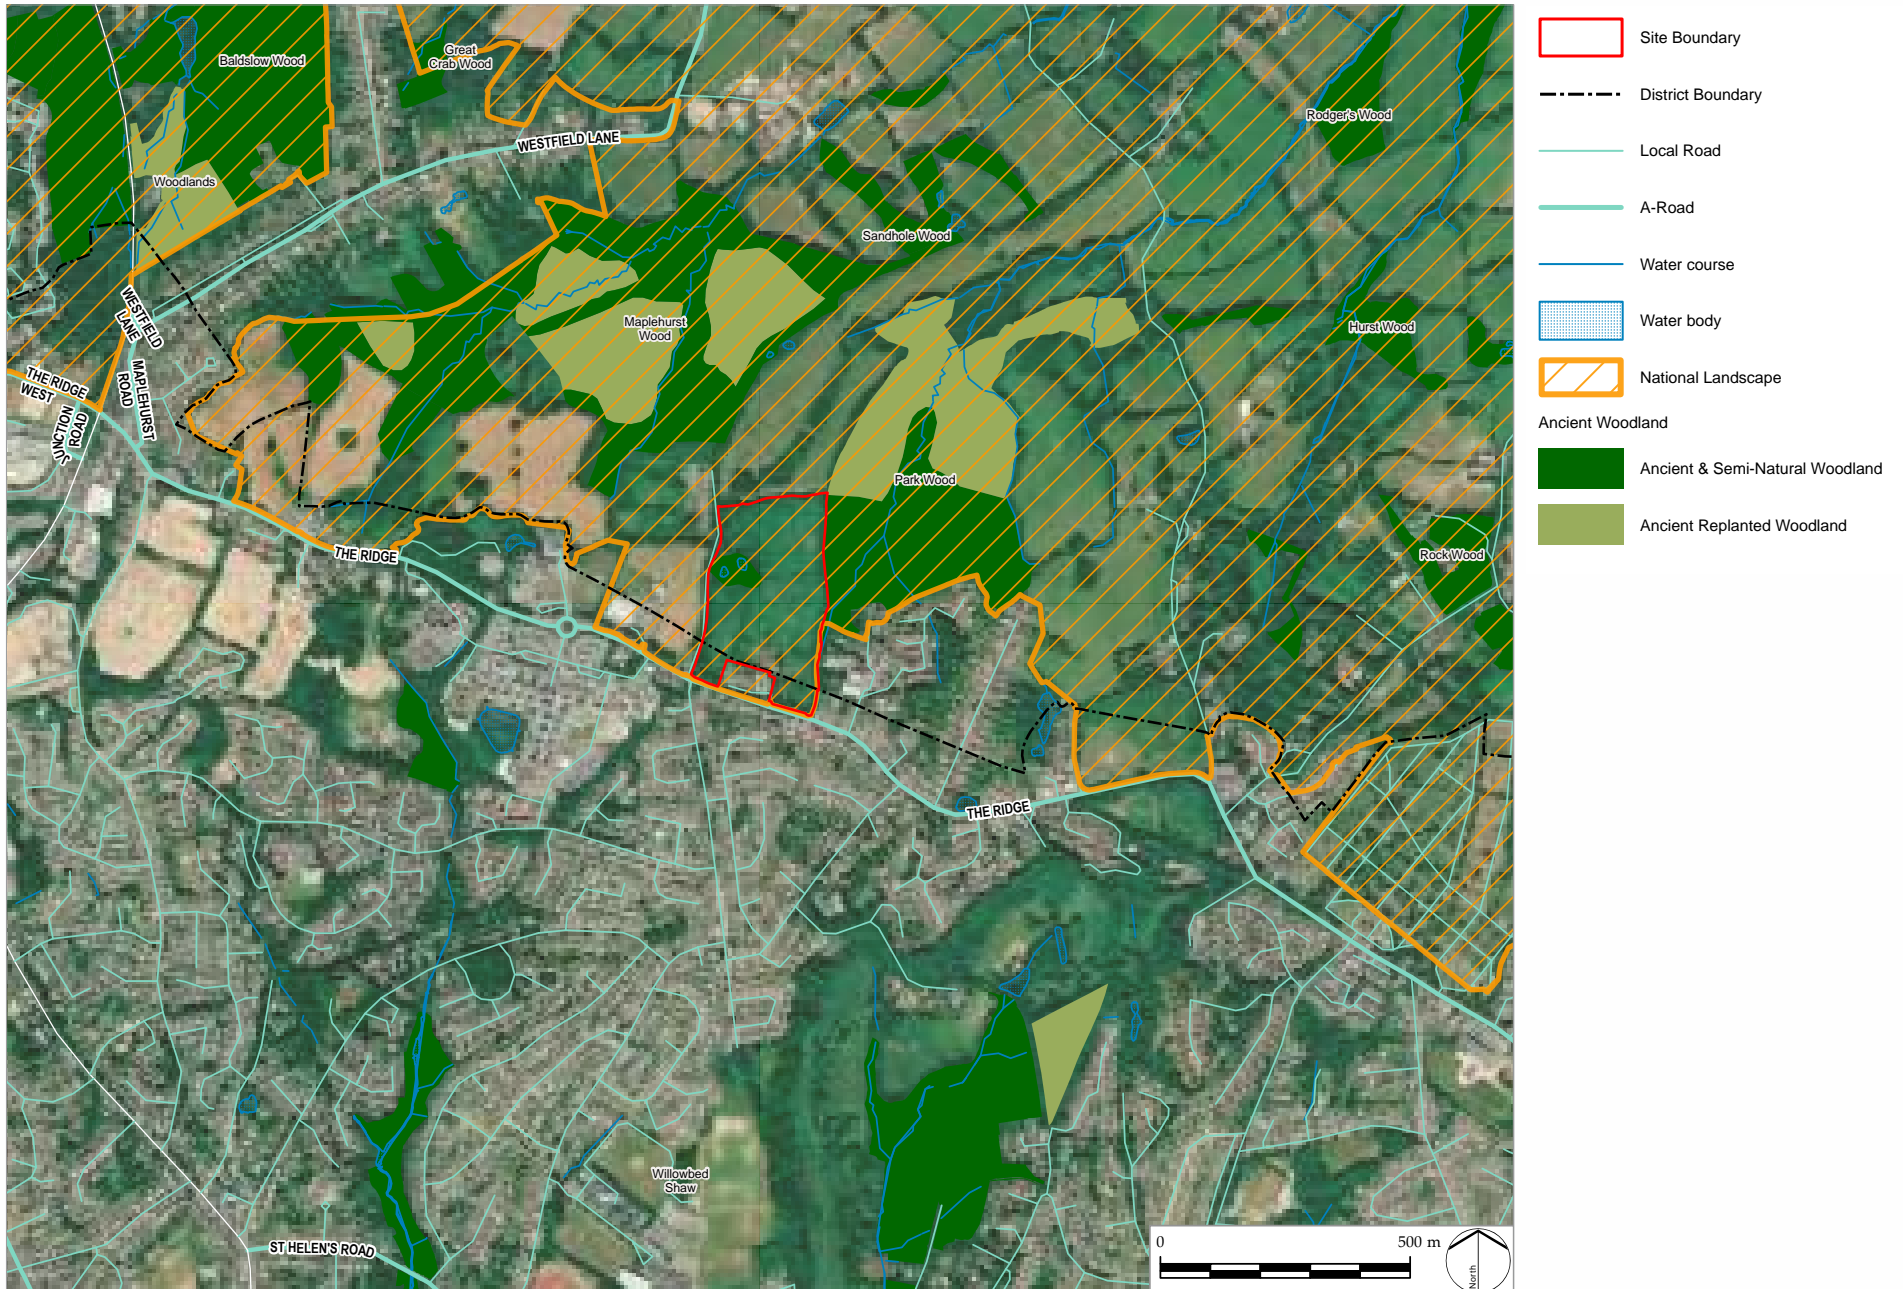 Baldslow Wood
Great
Crab Wood
WESTFIELD LANE
Rodger's Wood
Woodlands
Sandhole Wood
WESTFIELD
LANE
Maplehurst
Wood
Hurst Wood
THE RIDGE
WEST
MAPLEHURST
ROAD
JUNCTION
ROAD
Park Wood
THE RIDGE
Rock Wood
THE RIDGE
Willowbed
Shaw
ST HELEN'S ROAD
0
500 m
North
Site Boundary
District Boundary
Local Road
A-Road
Water course
Water body
National Landscape
Ancient Woodland
Ancient & Semi-Natural Woodland
Ancient Replanted Woodland